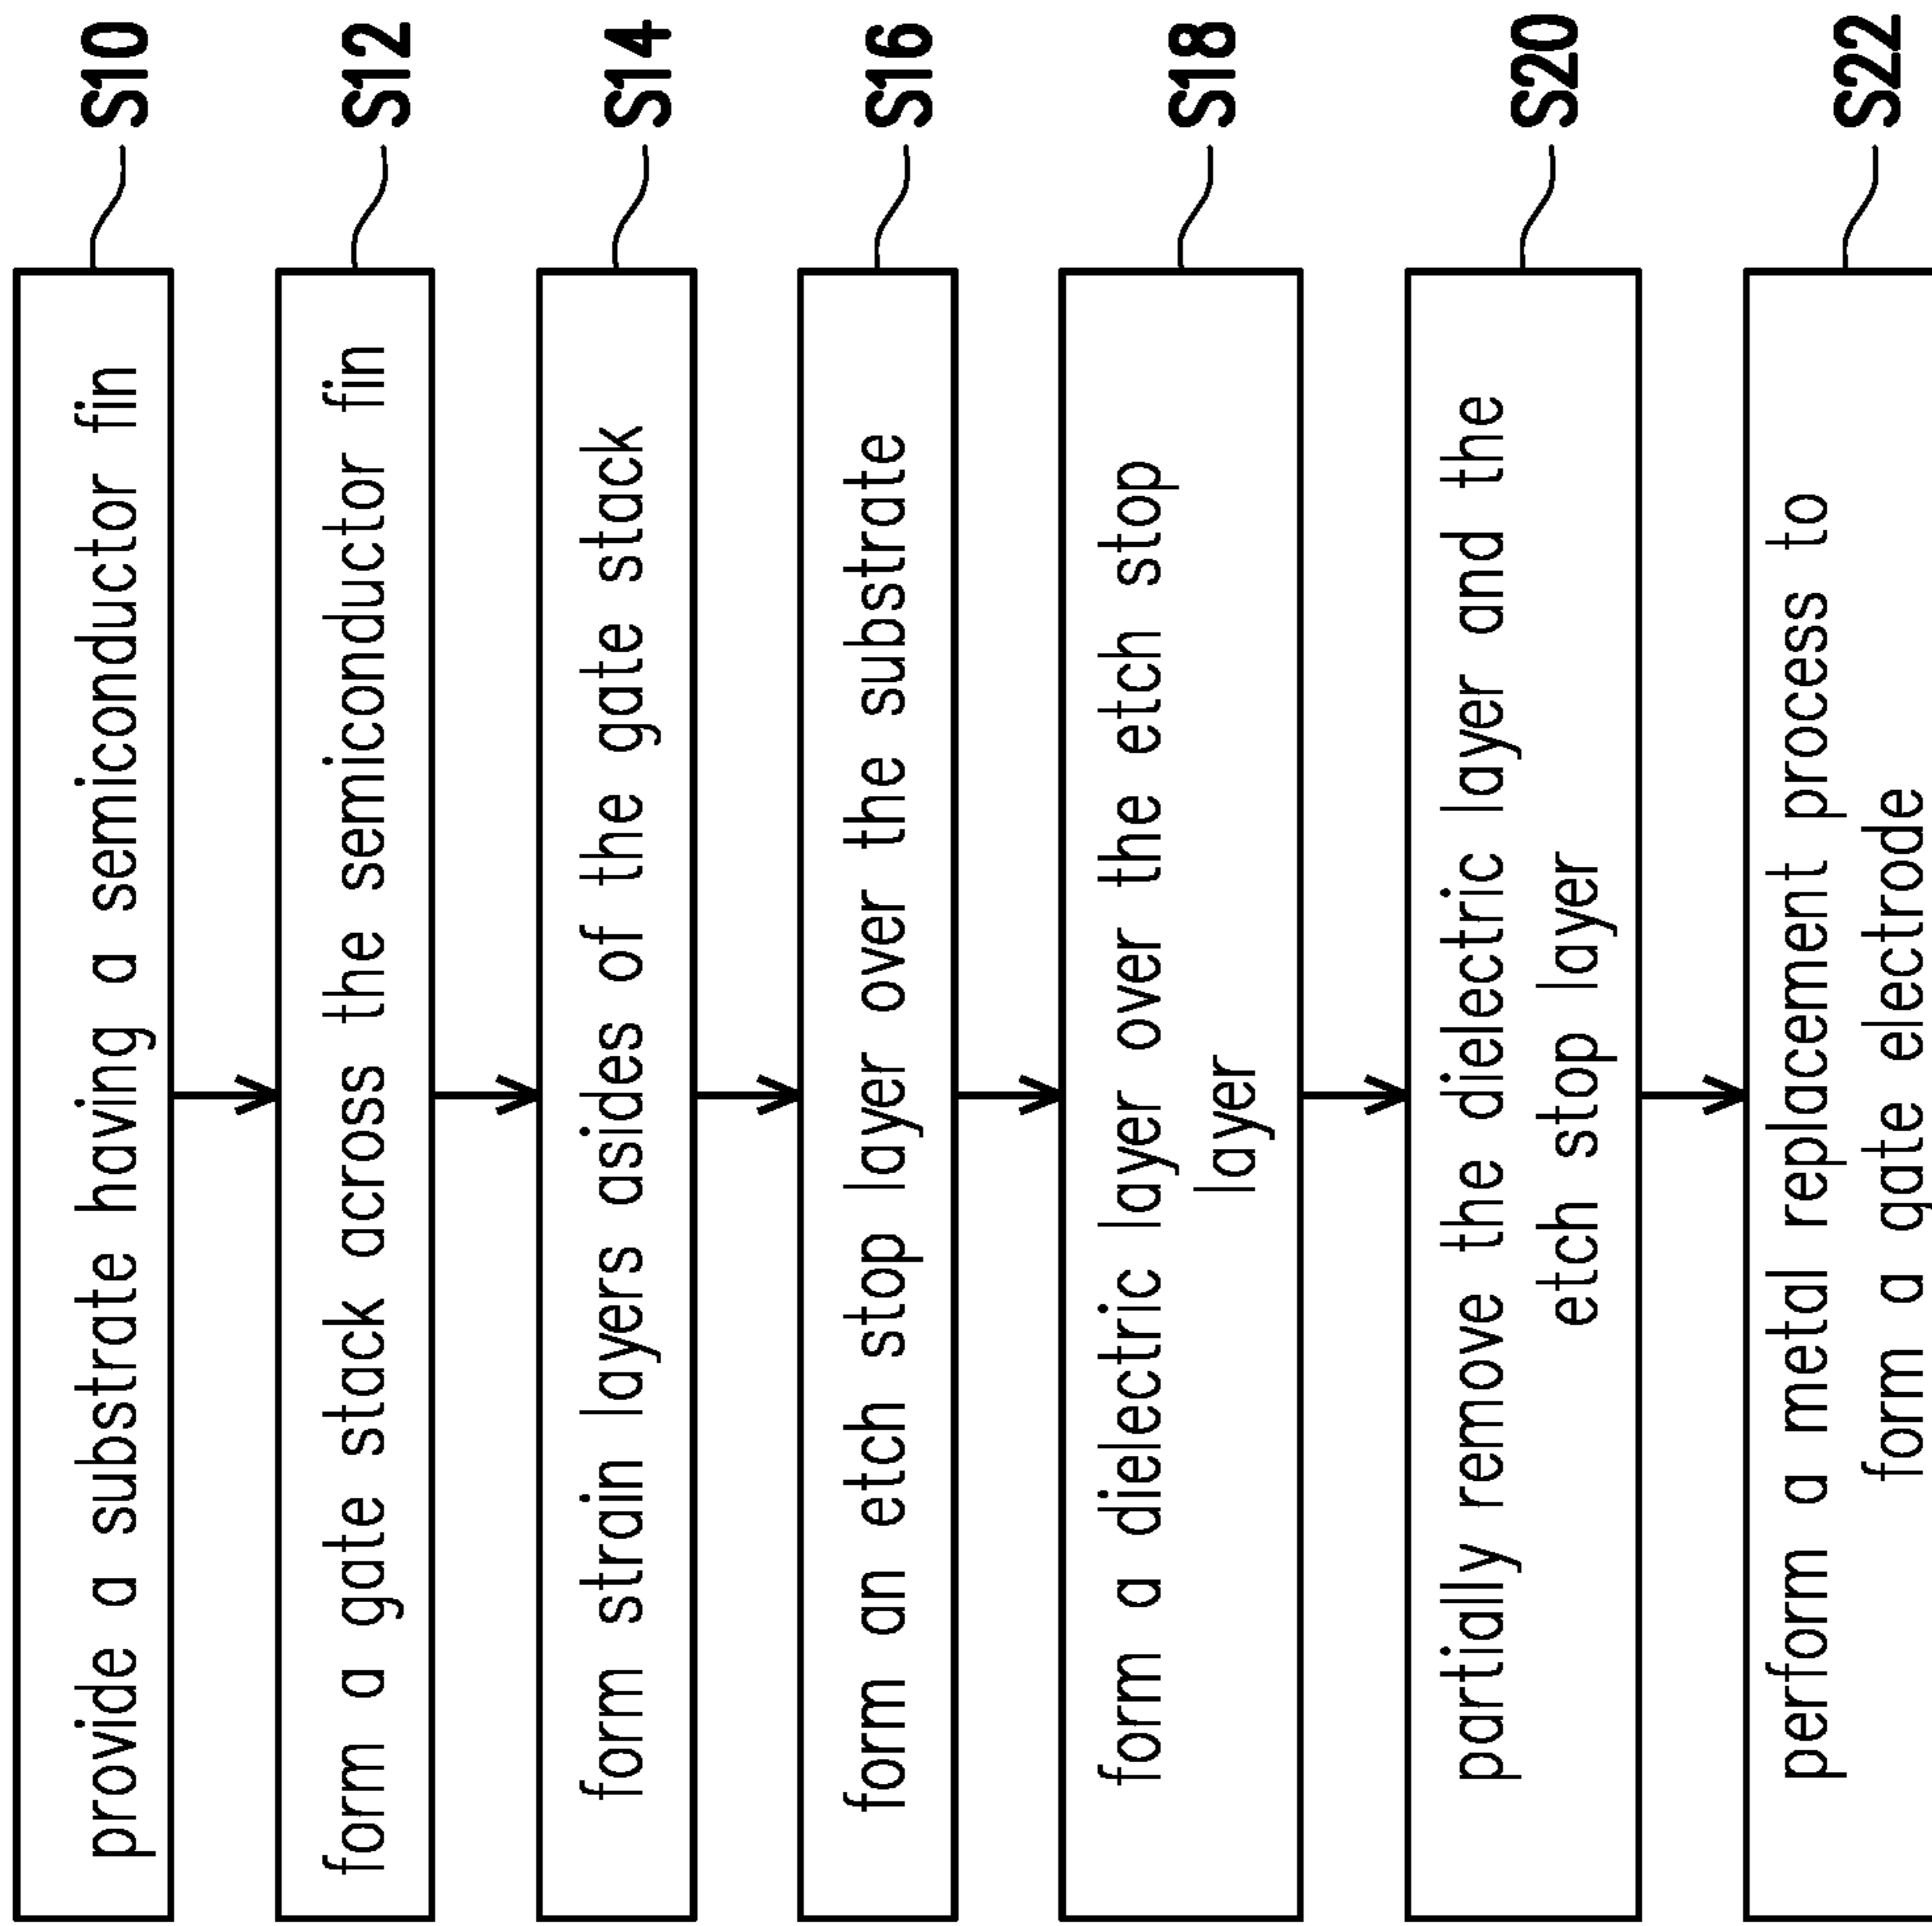 provide a substrate having a semiconductor fin
S10
form a gate stack across the semiconductor fin
S12
form strain layers asides of the gate stack
S14
form an etch stop layer over the substrate
S16
form a dielectric layer over the etch stop
layer
S18
partially remove the dielectric layer and the
etch stop layer
S20
perform a metal replacement process to
form a gate electrode
S22